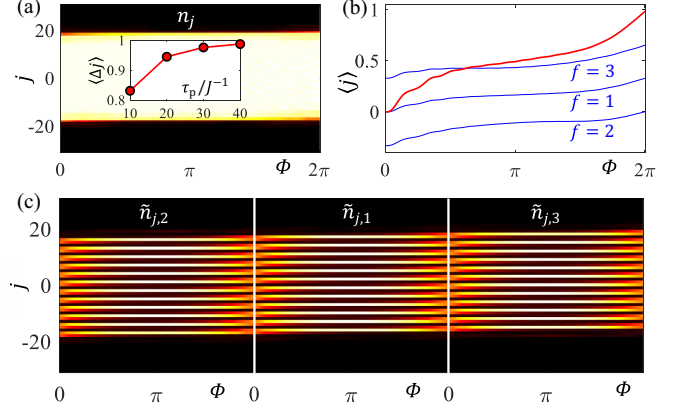 (a)
n_j
20
0
-20
j
⟨Δj⟩
1
0.9
0.8
τ_p/J⁻¹
10 20 30 40
0 π Φ 2π
(b)
⟨j⟩
1
0.5
0
f = 3
f = 1
f = 2
0 π Φ 2π
(c)
ñ_{j,2} ñ_{j,1} ñ_{j,3}
20
0
-20
j
0 π Φ 0 π Φ 0 π Φ